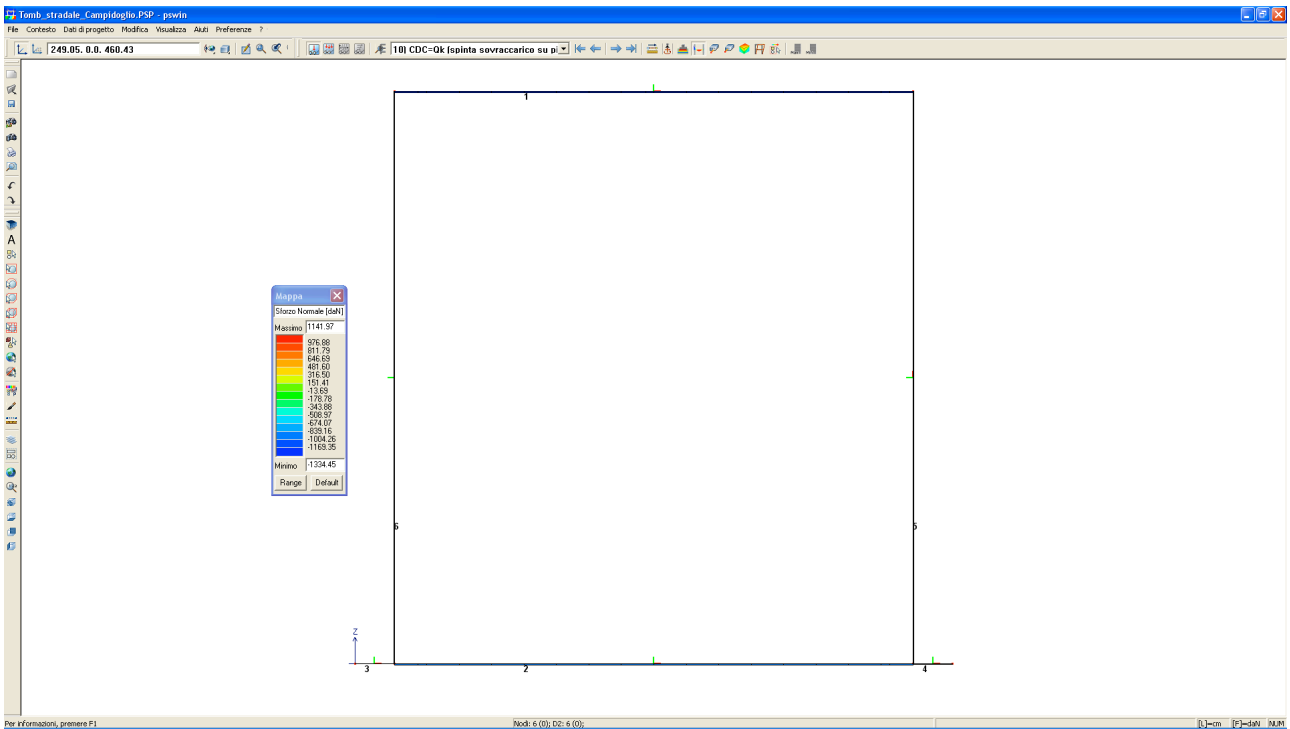 Tomb_stradale_Campidoglio.PSP - pswin
File Contesto Dati di progetto Modifica Visualizza Aiuti Preferenze ?
249.05. 0.0. 460.43
10) CDC=Qk (spinta sovraccarico su pi
A
1
Mappa
Sforzo Normale [daN]
Massimo 1141.97
976.88
811.79
646.69
481.60
316.50
151.41
-13.69
-178.78
-343.88
-508.97
-674.07
-839.16
-1004.26
-1169.35
Minimo -1334.45
Range Default
6 5
Z
3 2 4
Per informazioni, premere F1 Nodi: 6 (0); D2: 6 (0); [L]=cm [F]=daN NUM